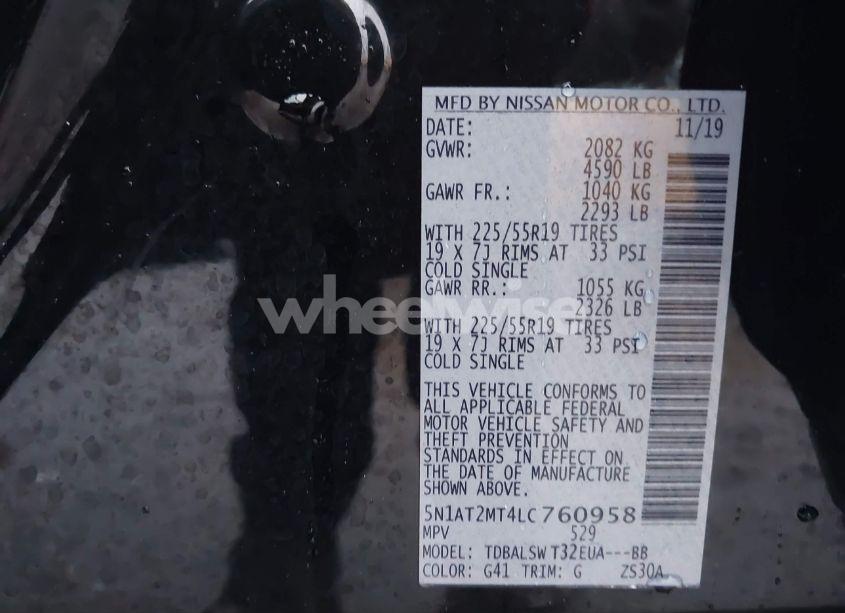 MFD BY NISSAN MOTOR CO., LTD.
DATE: 11/19
GVWR: 2082 KG
4590 LB
GAWR FR.: 1040 KG
2293 LB
WITH 225/55R19 TIRES
19 X 7J RIMS AT 33 PSI
COLD SINGLE
GAWR RR.: 1055 KG
2326 LB
wheelwise
WITH 225/55R19 TIRES
19 X 7J RIMS AT 33 PSI
COLD SINGLE
THIS VEHICLE CONFORMS TO
ALL APPLICABLE FEDERAL
MOTOR VEHICLE SAFETY AND
THEFT PREVENTION
STANDARDS IN EFFECT ON
THE DATE OF MANUFACTURE
SHOWN ABOVE.
5N1AT2MT4LC760958
MPV 529
MODEL: TDBALSW T32EUA---BB
COLOR: G41 TRIM: G ZS30A